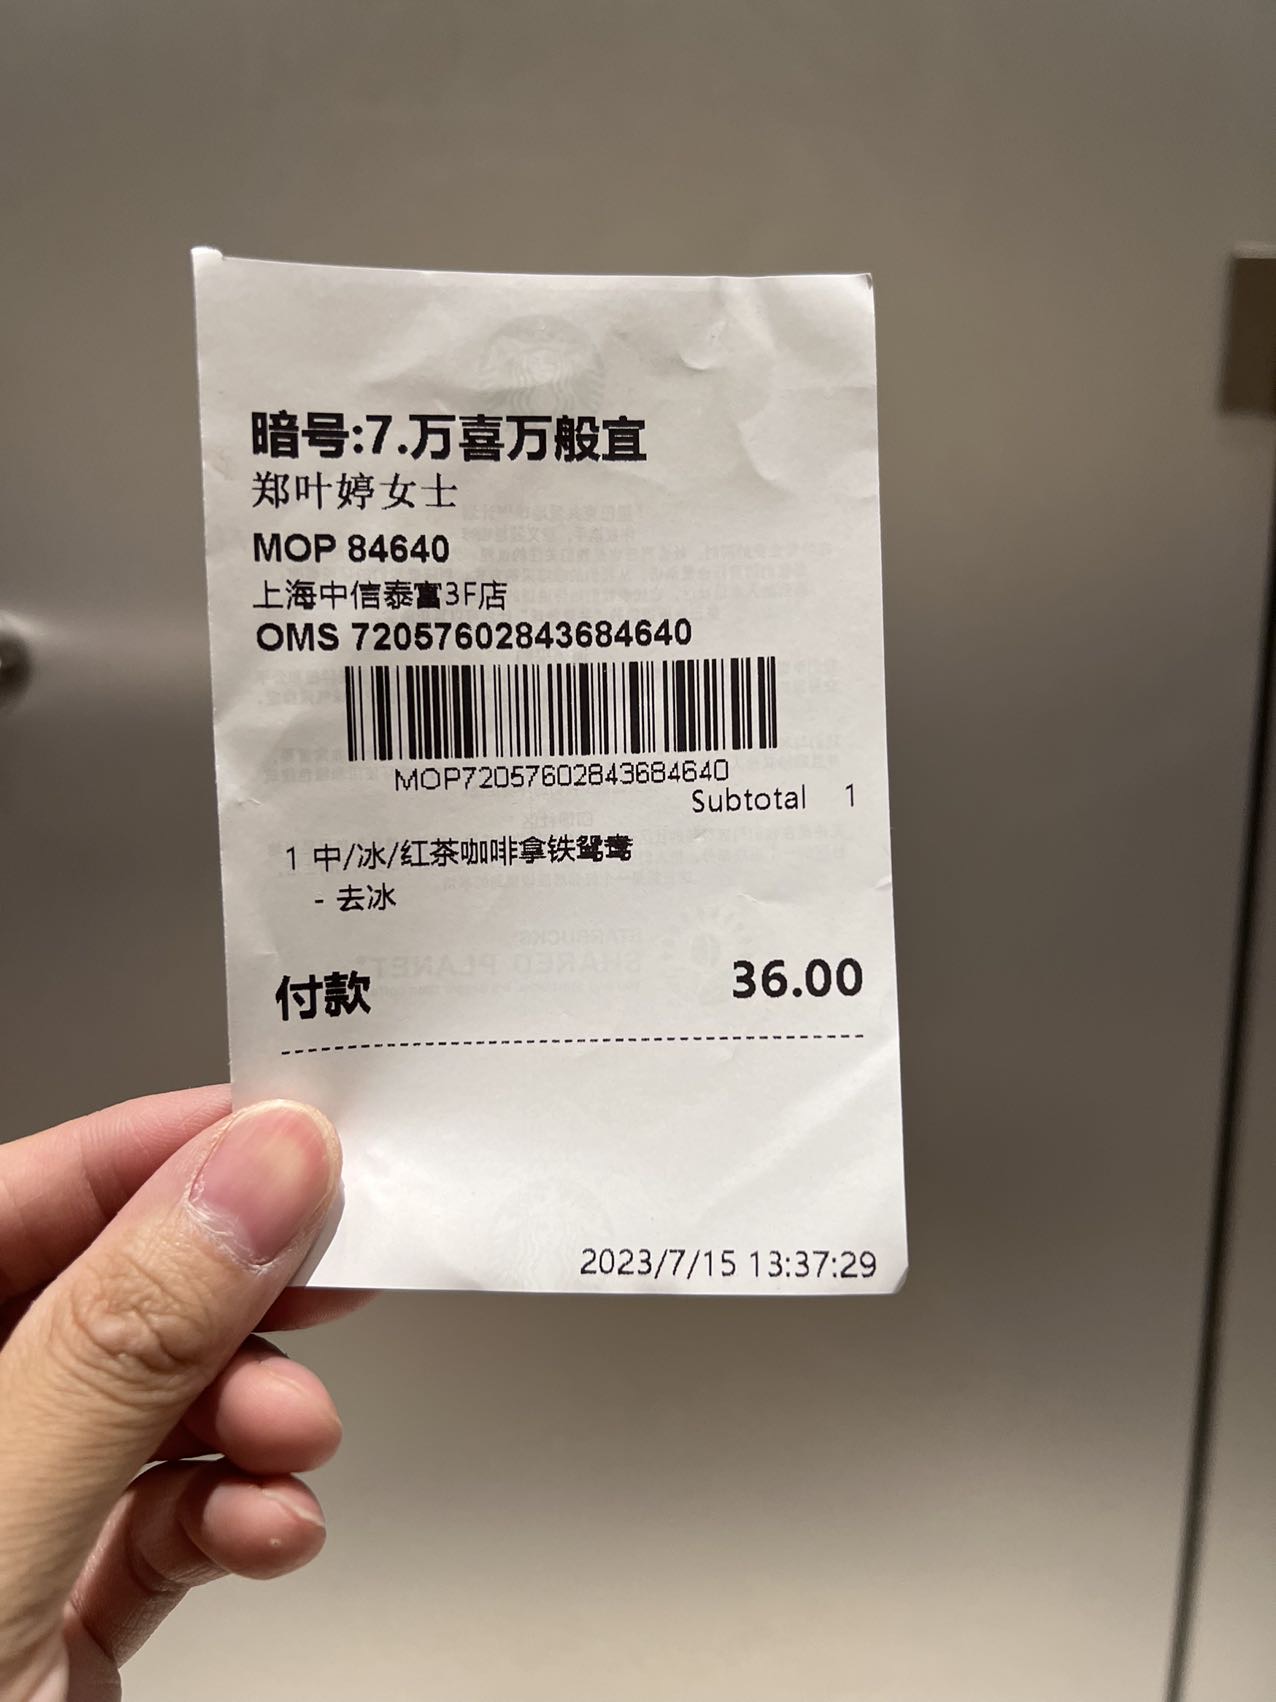 暗号:7.万喜万般宜
郑叶婷女士
MOP 84640
上海中信泰富3F店
OMS 72057602843684640
MOP72057602843684640
Subtotal 1
1 中/冰/红茶咖啡拿铁鸳鸯
- 去冰
付款 36.00
2023/7/15 13:37:29